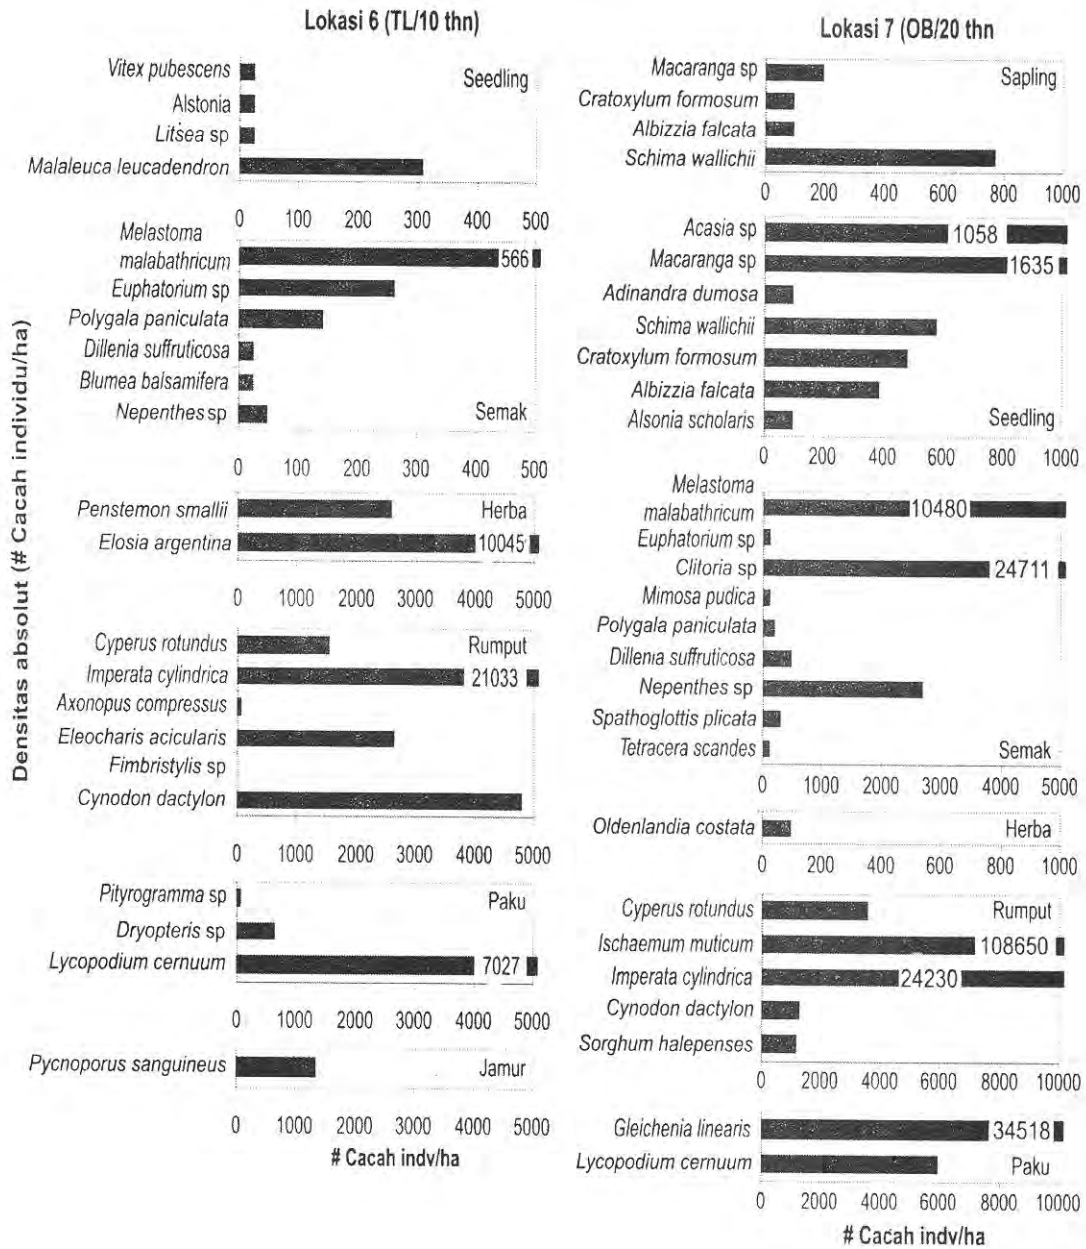 Lokasi 6 (TL/10 thn)
Vitex pubescens
Seedling
Alstonia
Litsea sp
Malaleuca leucadendron
0 100 200 300 400 500
Melastoma
malabathricum
566
Euphatorium sp
Polygala paniculata
Dillenia suffruticosa
Blumea balsamifera
Nepenthes sp
Semak
0 100 200 300 400 500
Penstemon smallii
Herba
Elosia argentina
10045
0 1000 2000 3000 4000 5000
Cyperus rotundus
Rumput
Imperata cylindrica
21033
Axonopus compressus
Eleocharis acicularis
Fimbristylis sp
Cynodon dactylon
0 1000 2000 3000 4000 5000
Pityrogramma sp
Paku
Dryopteris sp
Lycopodium cernuum
7027
0 1000 2000 3000 4000 5000
Pycnoporus sanguineus
Jamur
0 1000 2000 3000 4000 5000
# Cacah indv/ha
Densitas absolut (# Cacah individu/ha)
Lokasi 7 (OB/20 thn
Macaranga sp
Sapling
Cratoxylum formosum
Albizzia falcata
Schima wallichii
0 200 400 600 800 1000
Acasia sp
1058
Macaranga sp
1635
Adinandra dumosa
Schima wallichii
Cratoxylum formosum
Albizzia falcata
Alsonia scholaris
Seedling
0 200 400 600 800 1000
Melastoma
malabathricum
10480
Euphatorium sp
Clitoria sp
24711
Mimosa pudica
Polygala paniculata
Dillenia suffruticosa
Nepenthes sp
Spathoglottis plicata
Tetracera scandes
Semak
0 1000 2000 3000 4000 5000
Oldenlandia costata
Herba
0 200 400 600 800 1000
Cyperus rotundus
Rumput
Ischaemum muticum
108650
Imperata cylindrica
24230
Cynodon dactylon
Sorghum halepenses
0 2000 4000 6000 8000 10000
Gleichenia linearis
34518
Lycopodium cernuum
Paku
0 2000 4000 6000 8000 10000
# Cacah indv/ha